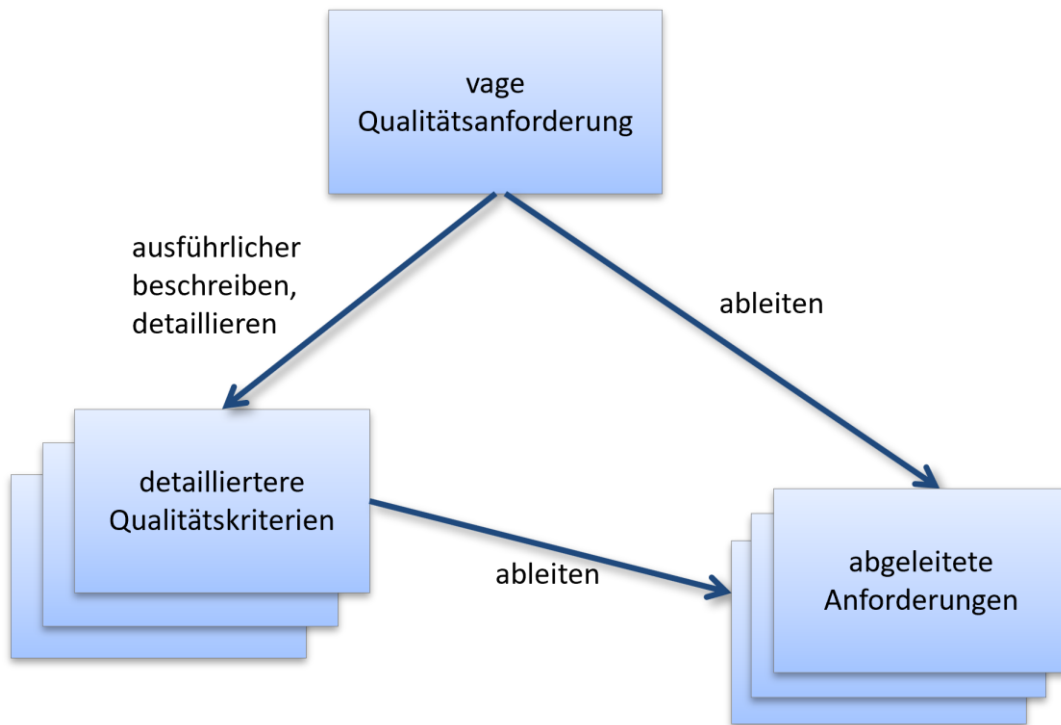 vage
Qualitätsanforderung
ausführlicher
beschreiben,
detaillieren
ableiten
detailliertere
Qualitätskriterien
ableiten
abgeleitete
Anforderungen